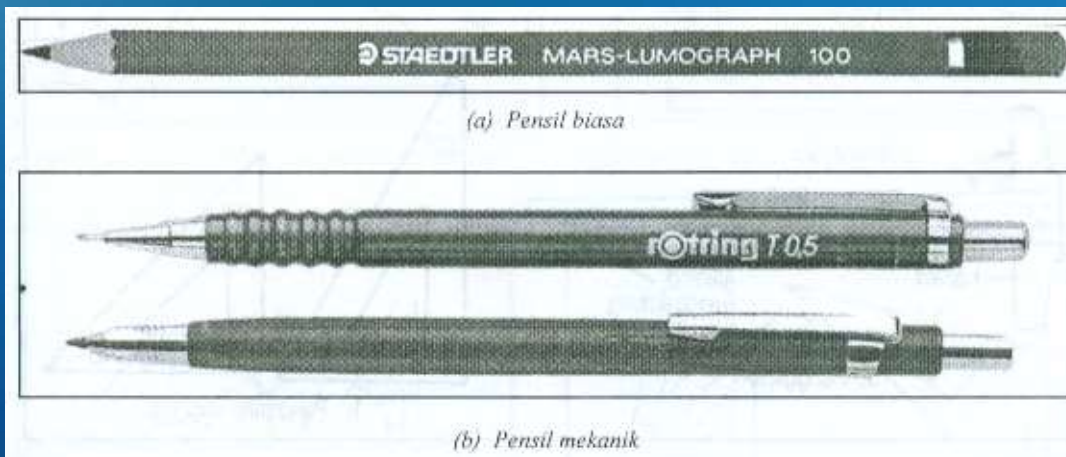 STAEDTLER MARS-LUMOGRAPH 100
(a) Pensil biasa
rotring T 0,5
(b) Pensil mekanik